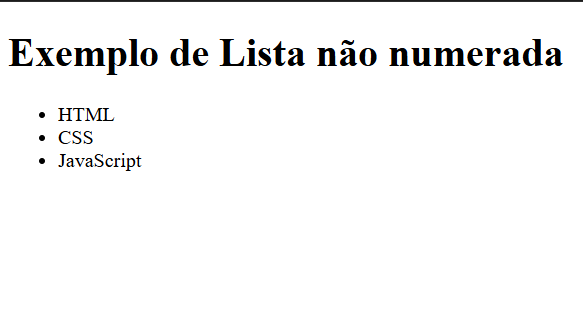 Exemplo de Lista não numerada
• HTML
• CSS
• JavaScript